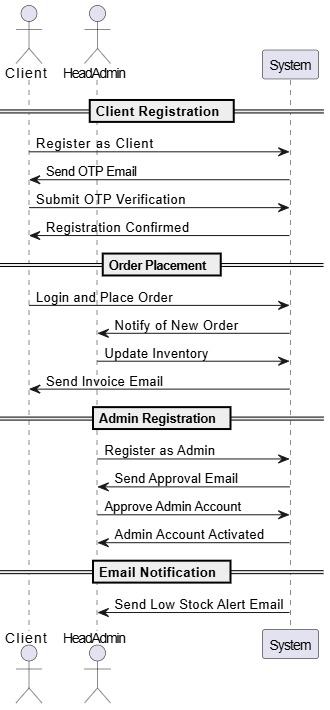 Client HeadAdmin System
Client Registration
Register as Client
Send OTP Email
Submit OTP Verification
Registration Confirmed
Order Placement
Login and Place Order
Notify of New Order
Update Inventory
Send Invoice Email
Admin Registration
Register as Admin
Send Approval Email
Approve Admin Account
Admin Account Activated
Email Notification
Send Low Stock Alert Email
Client HeadAdmin System